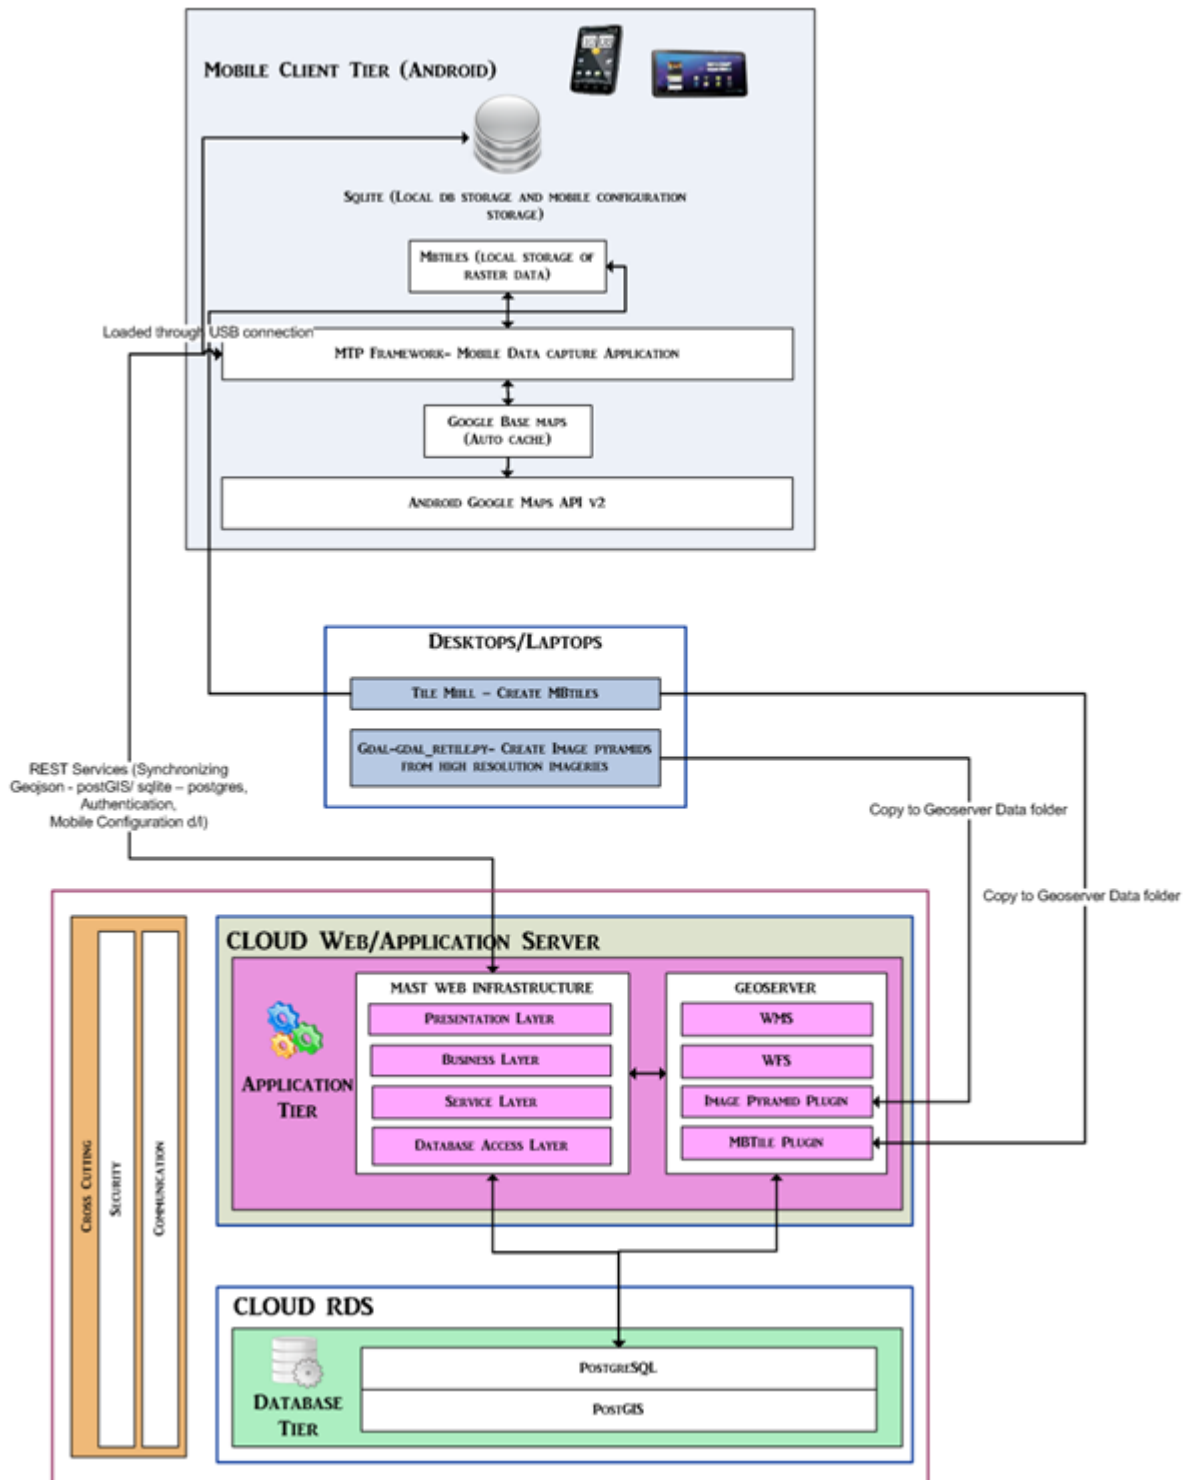 Mobile Client Tier (Android)
Sqlite (Local db storage and mobile configuration
storage)
Mbtiles (local storage of
raster data)
Loaded through USB connection
MTP Framework- Mobile Data capture Application
Google Base maps
(Auto cache)
Android Google Maps API v2
Desktops/Laptops
Tile Mill – Create MBtiles
Gdal-gdal_retile.py- Create Image pyramids
from high resolution imageries
REST Services (Synchronizing
Geojson - postGIS/ sqlite – postgres,
Authentication,
Mobile Configuration d/l)
Copy to Geoserver Data folder
Copy to Geoserver Data folder
CLOUD Web/Application Server
MAST WEB INFRASTRUCTURE
Presentation Layer
Business Layer
Service Layer
Database Access Layer
GEOSERVER
WMS
WFS
Image Pyramid Plugin
MBTile Plugin
Application
Tier
Cross Cutting
Security
Communication
CLOUD RDS
Database
Tier
PostgreSQL
PostGIS